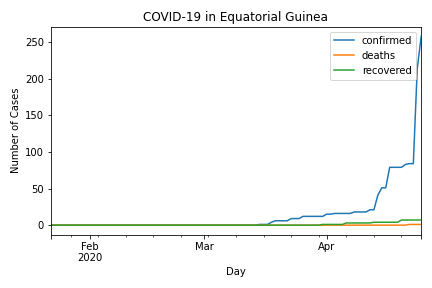 COVID-19 in Equatorial Guinea
250
200
150
100
50
0
Number of Cases
confirmed
deaths
recovered
Feb
2020
Mar
Apr
Day